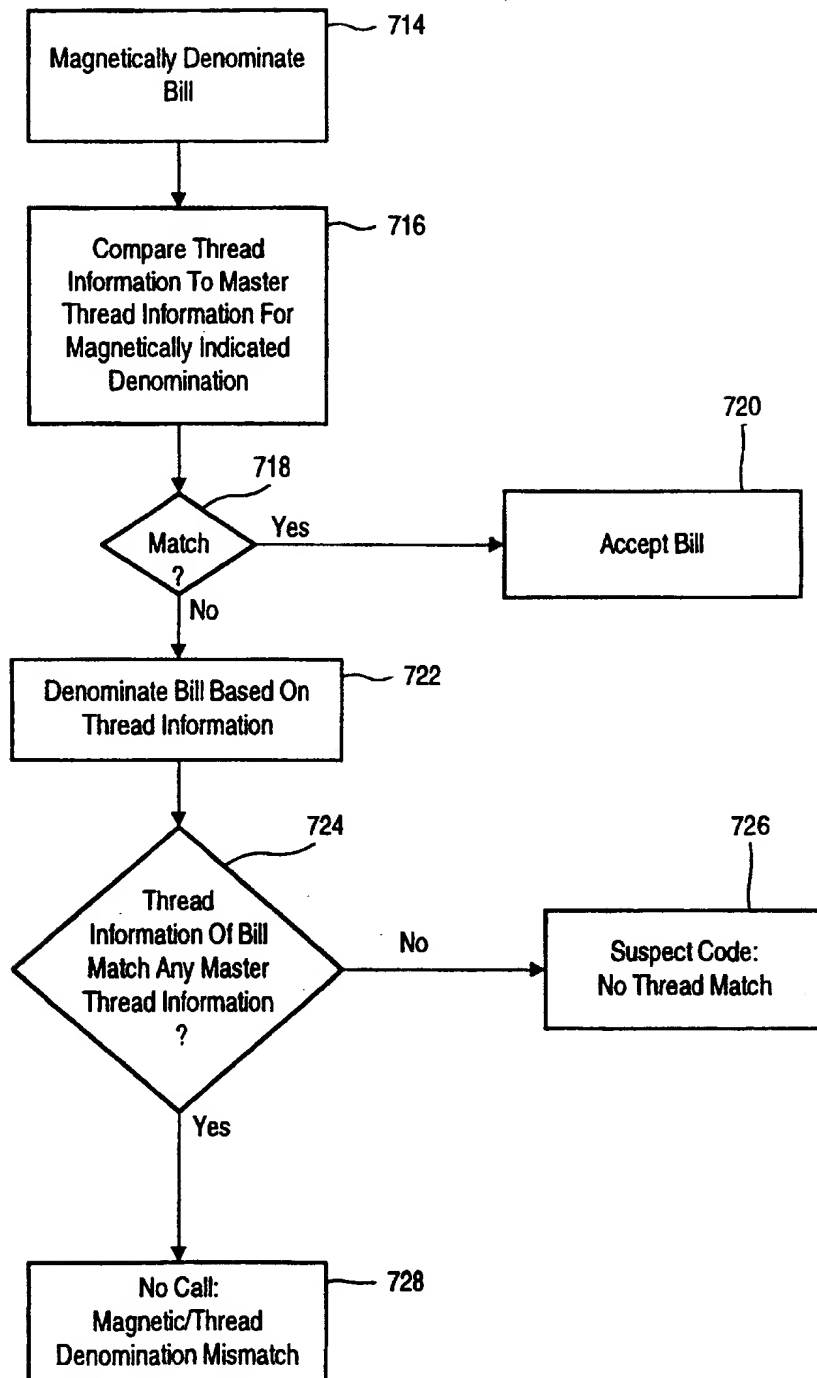 714
Magnetically Denominate
Bill
716
Compare Thread
Information To Master
Thread Information For
Magnetically Indicated
Denomination
718
Match
?
Yes
No
720
Accept Bill
722
Denominate Bill Based On
Thread Information
724
Thread
Information Of Bill
Match Any Master
Thread Information
?
No
Yes
726
Suspect Code:
No Thread Match
728
No Call:
Magnetic/Thread
Denomination Mismatch